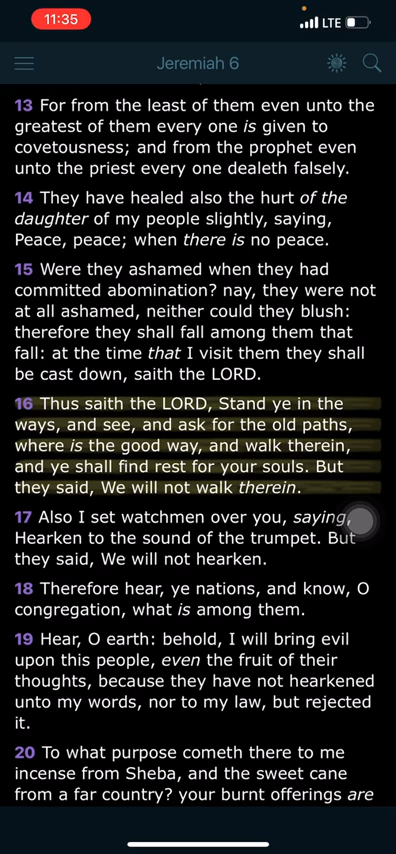 11:35
LTE
Jeremiah 6
13 For from the least of them even unto the
greatest of them every one is given to
covetousness; and from the prophet even
unto the priest every one dealeth falsely.
14 They have healed also the hurt of the
daughter of my people slightly, saying,
Peace, peace; when there is no peace.
15 Were they ashamed when they had
committed abomination? nay, they were not
at all ashamed, neither could they blush:
therefore they shall fall among them that
fall: at the time that I visit them they shall
be cast down, saith the LORD.
16 Thus saith the LORD, Stand ye in the
ways, and see, and ask for the old paths,
where is the good way, and walk therein,
and ye shall find rest for your souls. But
they said, We will not walk therein.
17 Also I set watchmen over you, saying,
Hearken to the sound of the trumpet. But
they said, We will not hearken.
18 Therefore hear, ye nations, and know, O
congregation, what is among them.
19 Hear, O earth: behold, I will bring evil
upon this people, even the fruit of their
thoughts, because they have not hearkened
unto my words, nor to my law, but rejected
it.
20 To what purpose cometh there to me
incense from Sheba, and the sweet cane
from a far country? your burnt offerings are